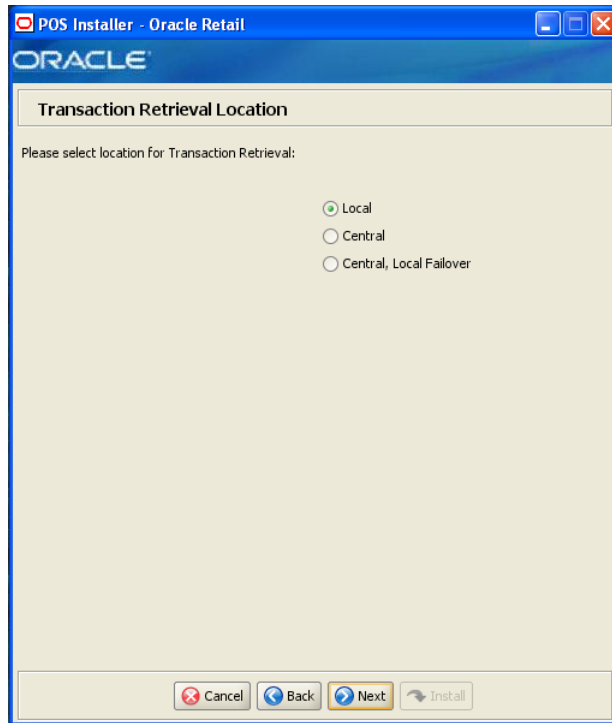 POS Installer - Oracle Retail
ORACLE
Transaction Retrieval Location
Please select location for Transaction Retrieval:
Local
Central
Central, Local Failover
Cancel Back Next Install